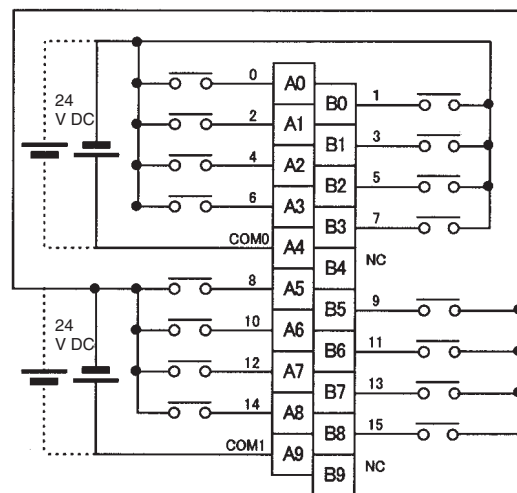 24
V DC
0 A0
B0 1
2 A1
B1 3
4 A2
B2 5
6 A3
B3 7
COM0 A4
B4 NC
24
V DC
8 A5
B5 9
10 A6
B6 11
12 A7
B7 13
14 A8
B8 15
COM1 A9
B9 NC